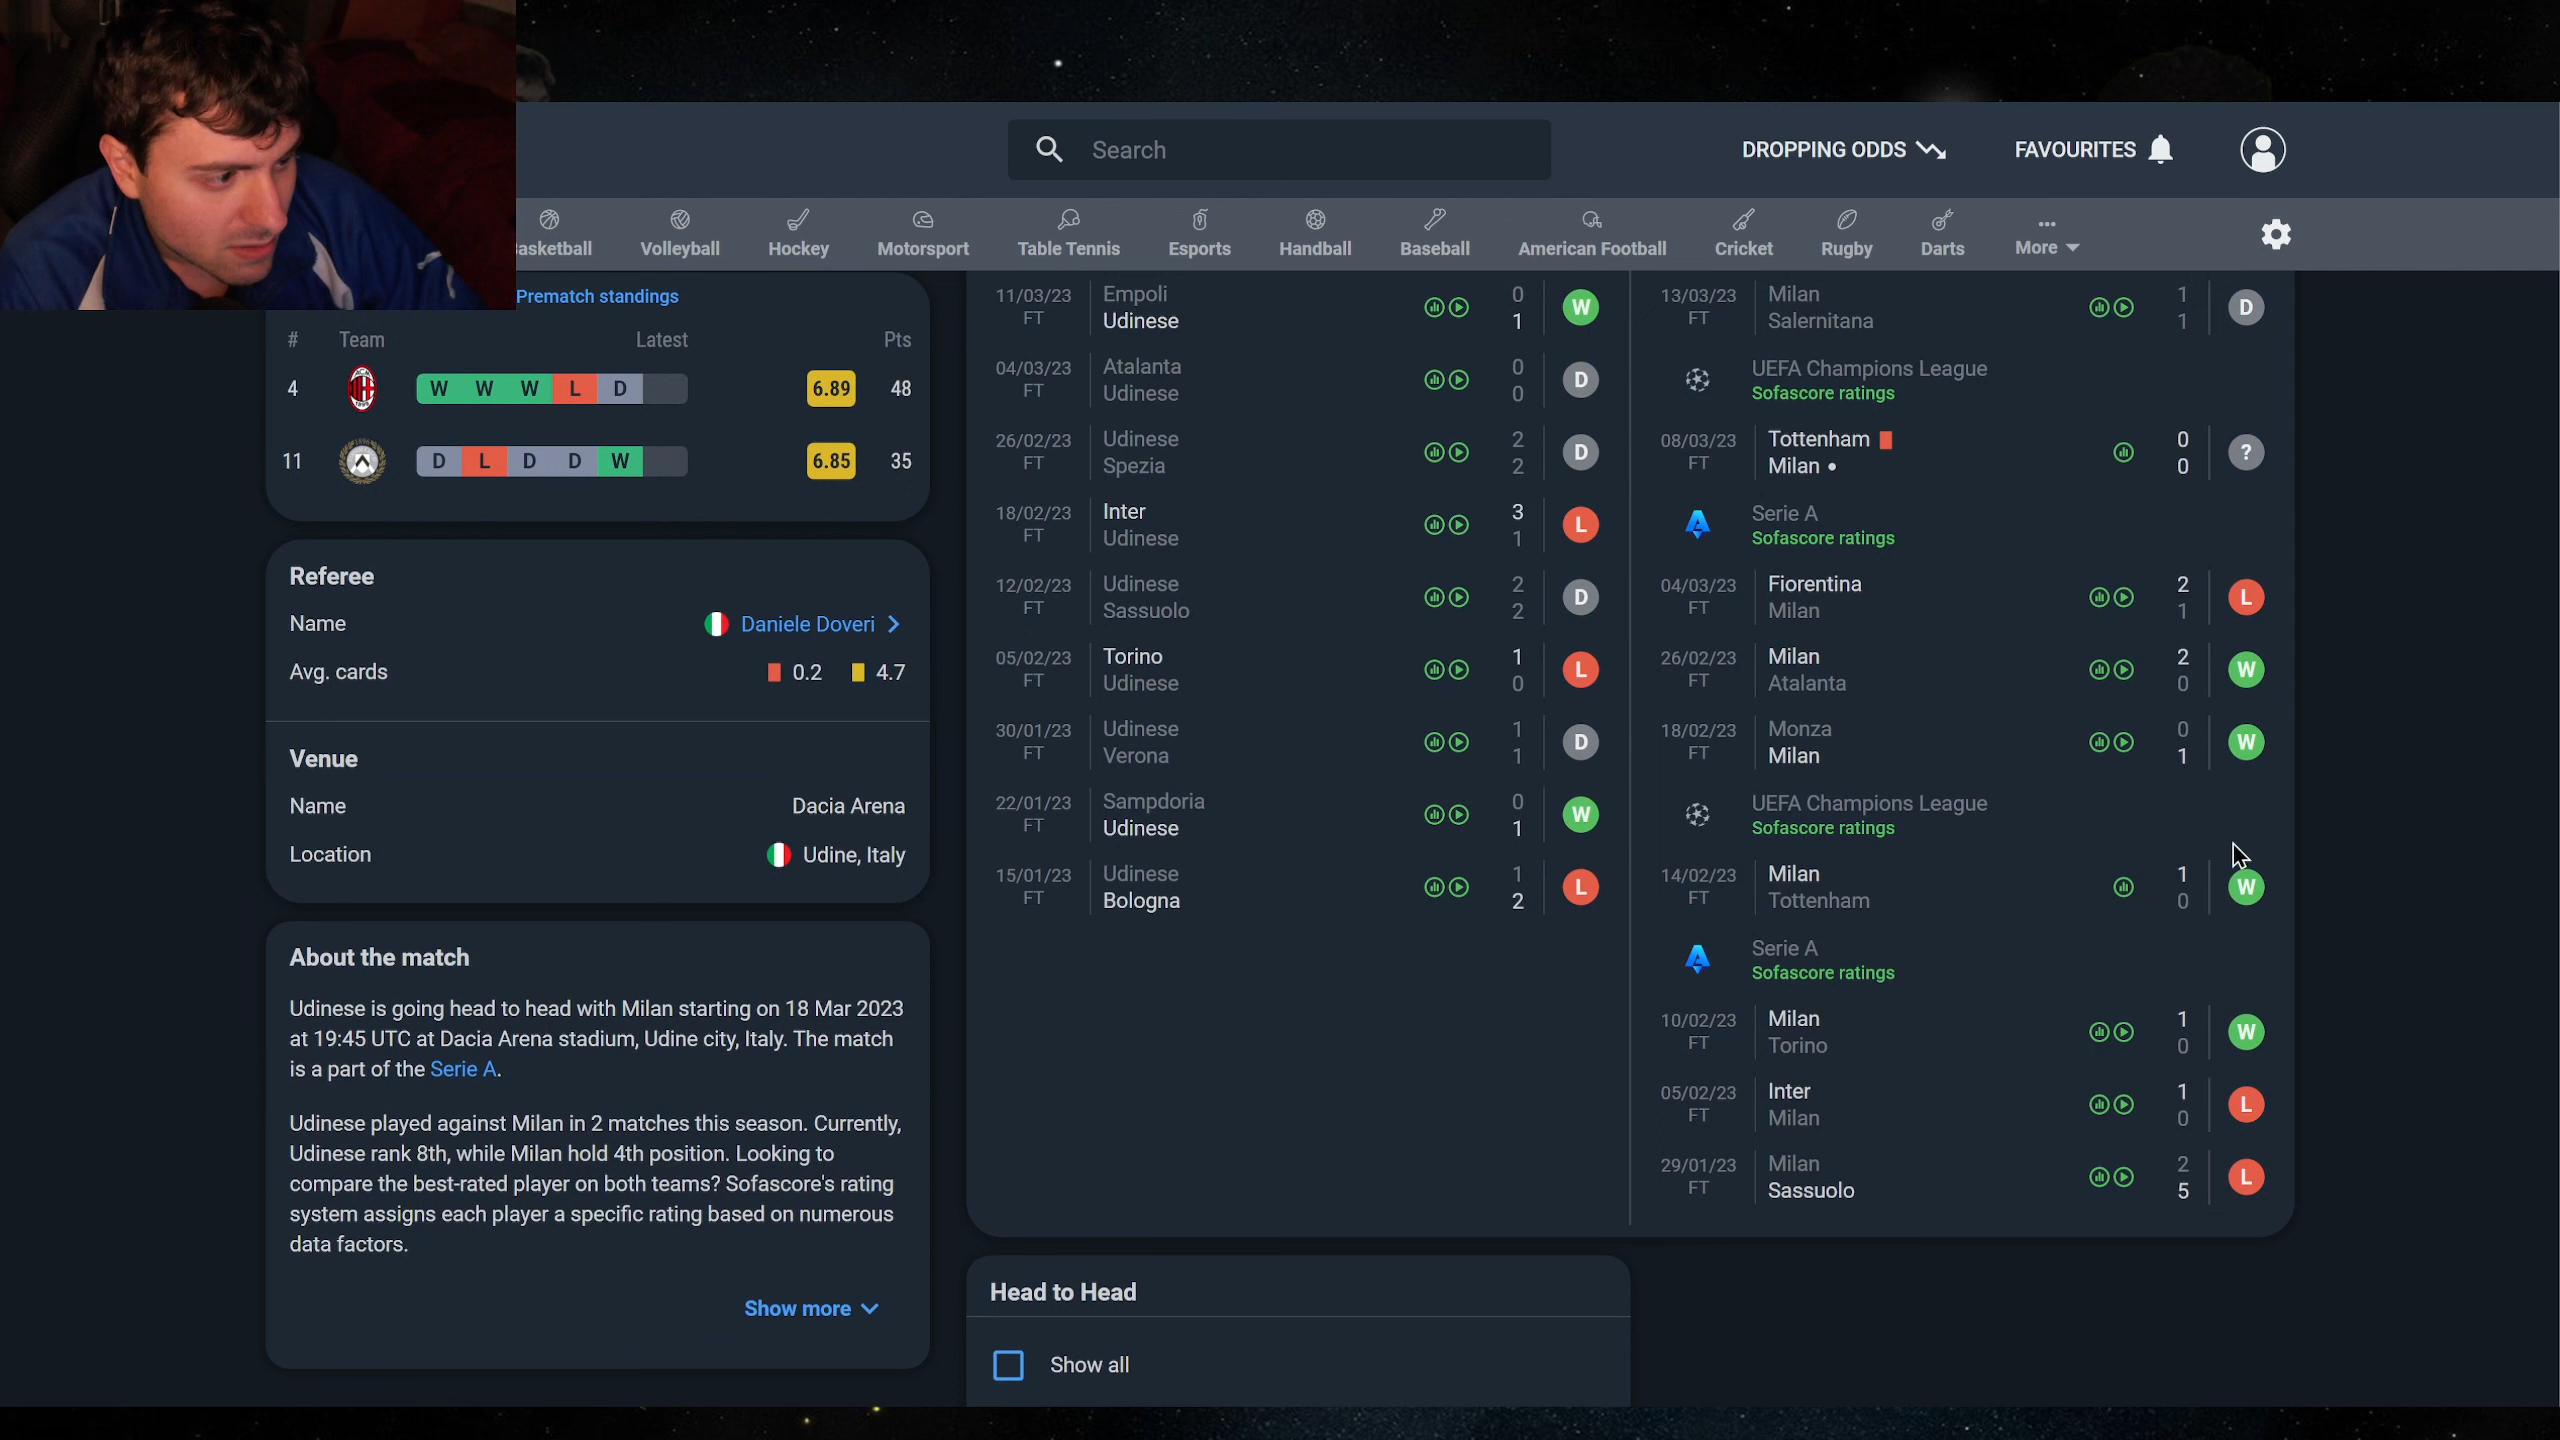 Search
DROPPING ODDS
FAVOURITES
asketball
Volleyball
Hockey
Motorsport
Table Tennis
Esports
Handball
Baseball
American Football
Cricket
Rugby
Darts
More
Prematch standings
# Team Latest Pts
4 W W W L D 6.89 48
11 D L D D W 6.85 35
Referee
Name Daniele Doveri
Avg. cards 0.2 4.7
Venue
Name Dacia Arena
Location Udine, Italy
About the match
Udinese is going head to head with Milan starting on 18 Mar 2023
at 19:45 UTC at Dacia Arena stadium, Udine city, Italy. The match
is a part of the Serie A.
Udinese played against Milan in 2 matches this season. Currently,
Udinese rank 8th, while Milan hold 4th position. Looking to
compare the best-rated player on both teams? Sofascore's rating
system assigns each player a specific rating based on numerous
data factors.
Show more
11/03/23 Empoli 0 W
FT Udinese 1
04/03/23 Atalanta 0 D
FT Udinese 0
26/02/23 Udinese 2 D
FT Spezia 2
18/02/23 Inter 3 L
FT Udinese 1
12/02/23 Udinese 2 D
FT Sassuolo 2
05/02/23 Torino 1 L
FT Udinese 0
30/01/23 Udinese 1 D
FT Verona 1
22/01/23 Sampdoria 0 W
FT Udinese 1
15/01/23 Udinese 1 L
FT Bologna 2
13/03/23 Milan 1 D
FT Salernitana 1
UEFA Champions League
Sofascore ratings
08/03/23 Tottenham 0 ?
FT Milan • 0
Serie A
Sofascore ratings
04/03/23 Fiorentina 2 L
FT Milan 1
26/02/23 Milan 2 W
FT Atalanta 0
18/02/23 Monza 0 W
FT Milan 1
UEFA Champions League
Sofascore ratings
14/02/23 Milan 1 W
FT Tottenham 0
Serie A
Sofascore ratings
10/02/23 Milan 1 W
FT Torino 0
05/02/23 Inter 1 L
FT Milan 0
29/01/23 Milan 2 L
FT Sassuolo 5
Head to Head
Show all